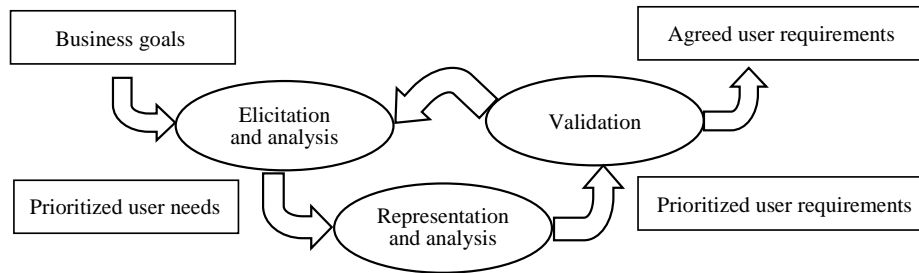 Business goals
Agreed user requirements
Elicitation
and analysis
Validation
Prioritized user needs
Representation
and analysis
Prioritized user requirements